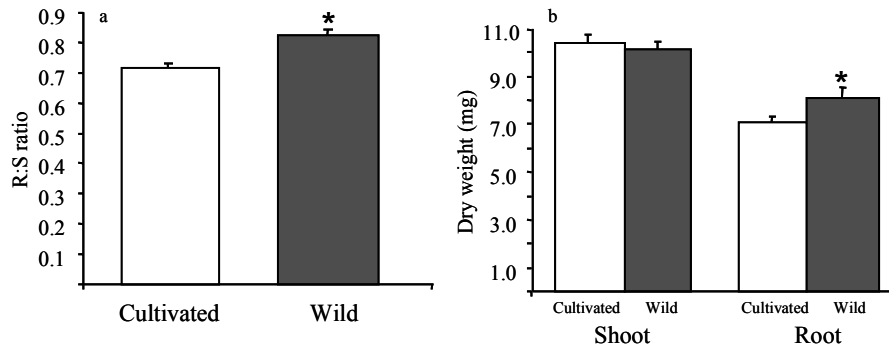 a
*
0.9
0.8
0.7
0.6
0.5
0.4
0.3
0.2
0.1
R:S ratio
Cultivated Wild
b
*
11.0
9.0
7.0
5.0
3.0
1.0
Dry weight (mg)
Cultivated Wild Cultivated Wild
Shoot Root